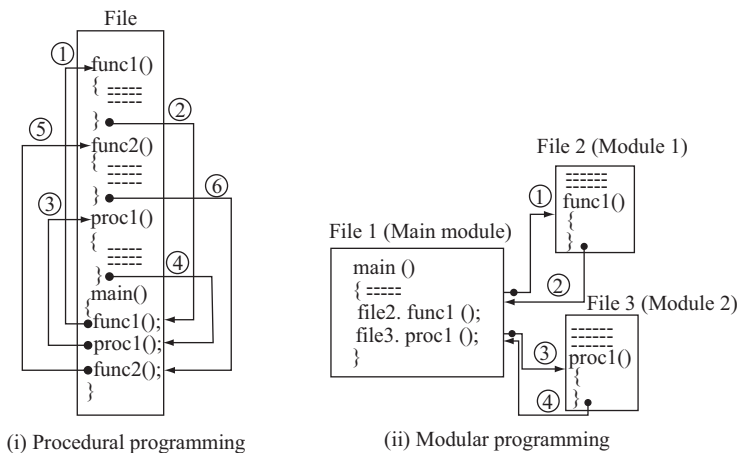 File
①
func1()
{
②
}
⑤
func2()
{
}
⑥
③
proc1()
{
④
}
main()
{
func1();
proc1();
func2();
}
(i) Procedural programming
File 2 (Module 1)
①
func1()
{
}
②
File 1 (Main module)
main ()
{
file2. func1 ();
file3. proc1 ();
}
File 3 (Module 2)
③
proc1()
{
}
④
(ii) Modular programming